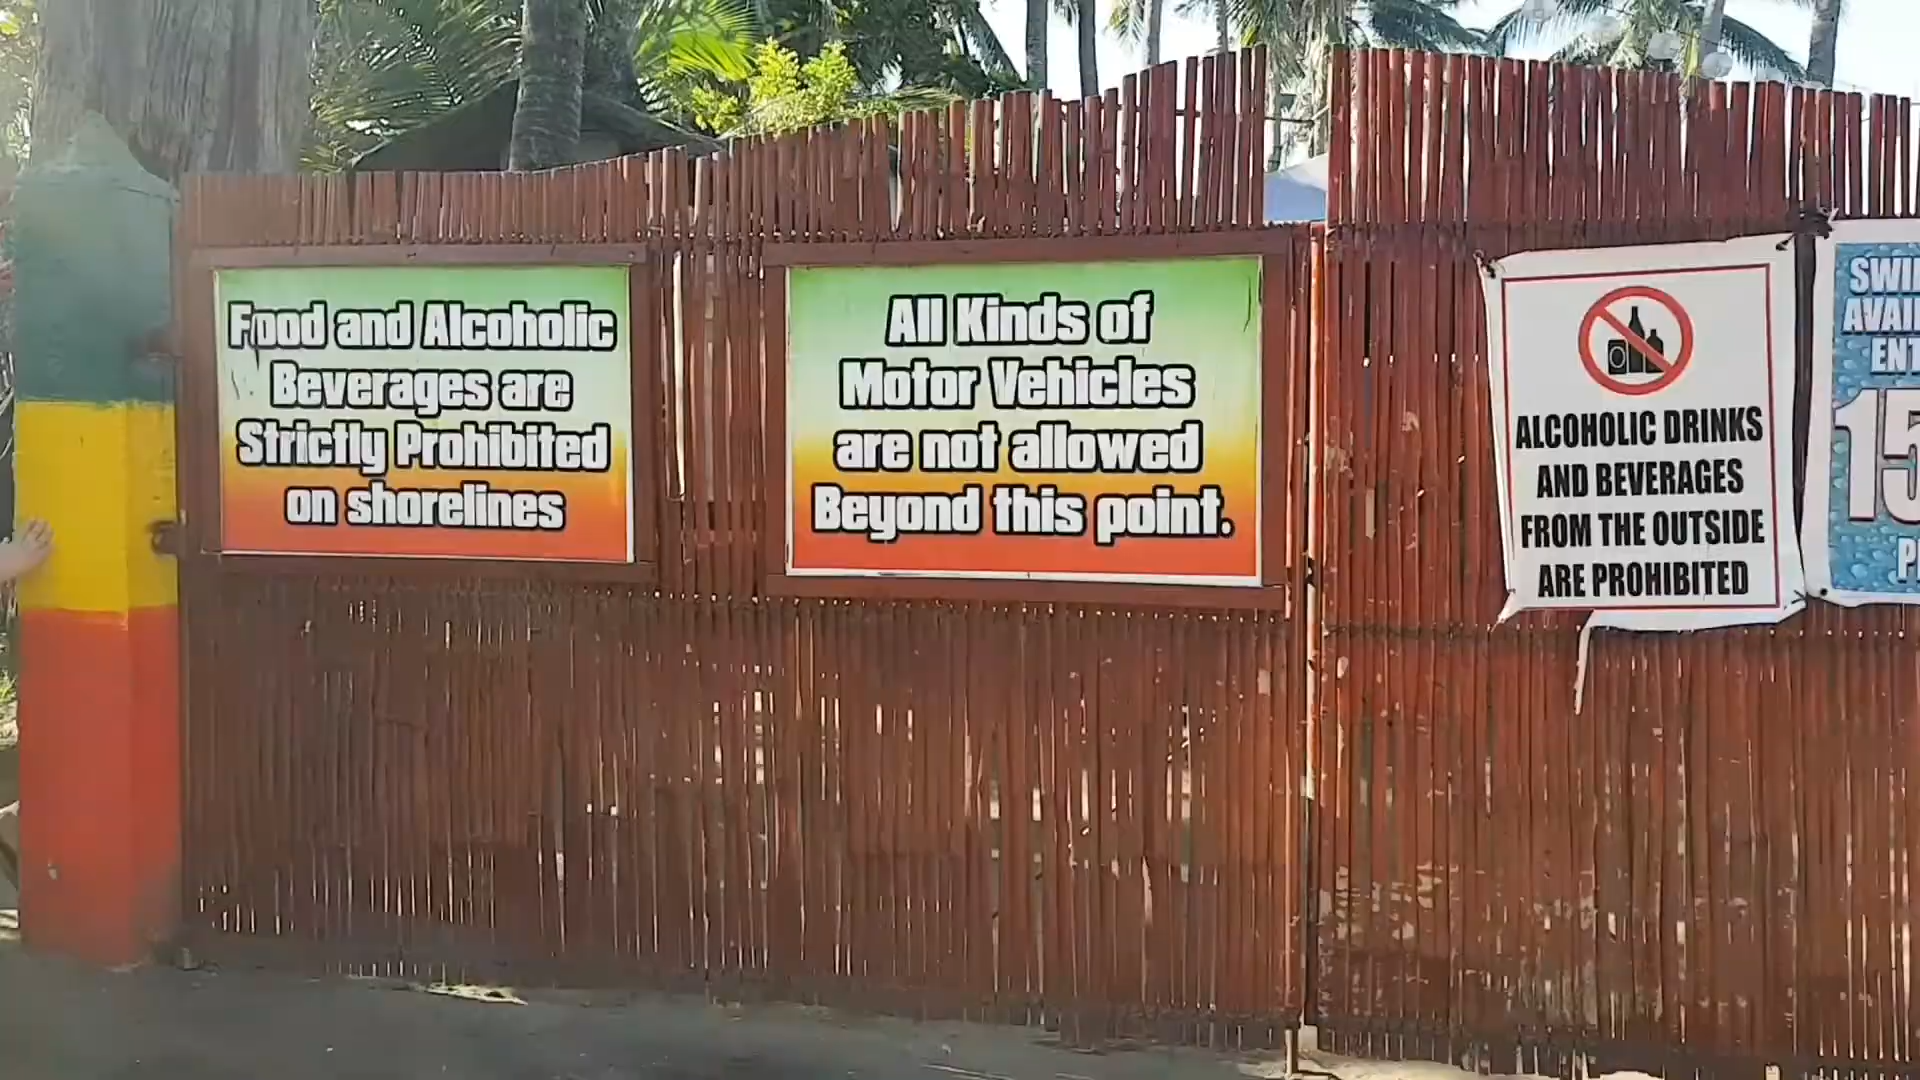 Food and Alcoholic
Beverages are
Strictly Prohibited
on shorelines
All Kinds of
Motor Vehicles
are not allowed
Beyond this point.
ALCOHOLIC DRINKS
AND BEVERAGES
FROM THE OUTSIDE
ARE PROHIBITED